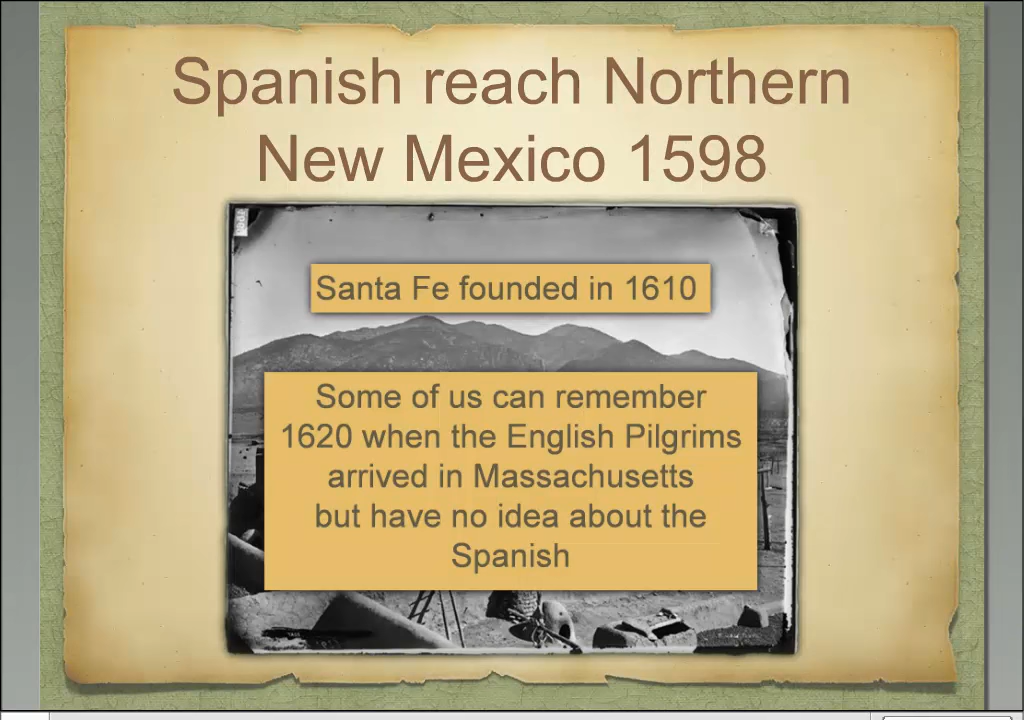 Spanish reach Northern
New Mexico 1598
Santa Fe founded in 1610
Some of us can remember
1620 when the English Pilgrims
arrived in Massachusetts
but have no idea about the
Spanish